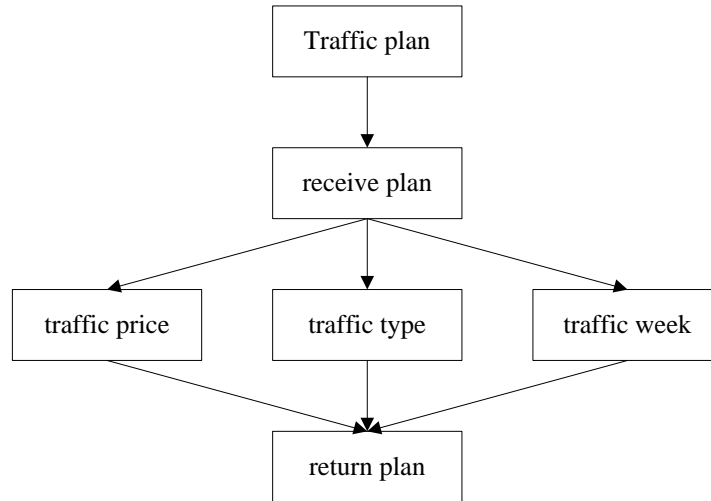 Traffic plan
receive plan
traffic price
traffic type
traffic week
return plan